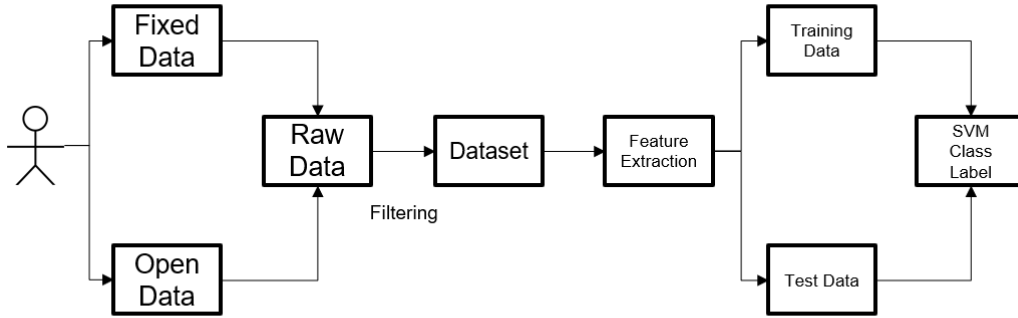 Fixed
Data
Open
Data
Raw
Data
Filtering
Dataset
Feature
Extraction
Training
Data
Test Data
SVM
Class
Label